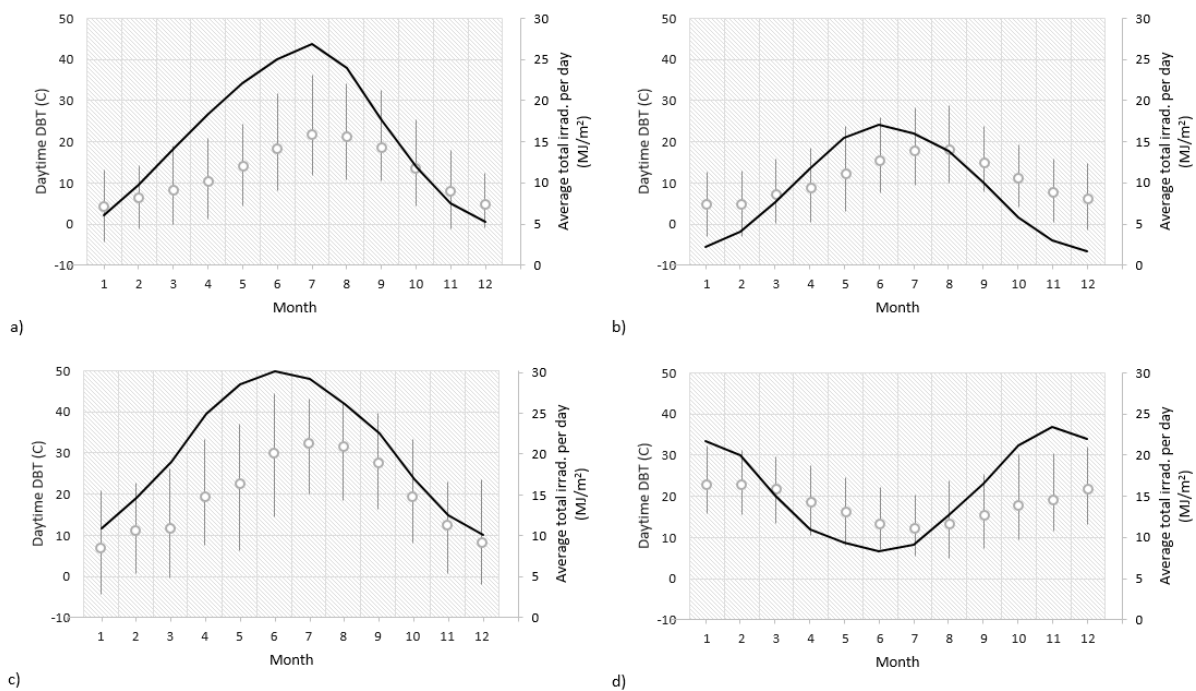 50
40
30
20
10
0
-10
Daytime DBT (C)
30
25
20
15
10
5
0
Average total irrad. per day
(MJ/m²)
1 2 3 4 5 6 7 8 9 10 11 12
Month
a)
50
40
30
20
10
0
-10
Daytime DBT (C)
30
25
20
15
10
5
0
Average total irrad. per day
(MJ/m²)
1 2 3 4 5 6 7 8 9 10 11 12
Month
b)
50
40
30
20
10
0
-10
Daytime DBT (C)
30
25
20
15
10
5
0
Average total irrad. per day
(MJ/m²)
1 2 3 4 5 6 7 8 9 10 11 12
Month
c)
50
40
30
20
10
0
-10
Daytime DBT (C)
30
25
20
15
10
5
0
Average total irrad. per day
(MJ/m²)
1 2 3 4 5 6 7 8 9 10 11 12
Month
d)